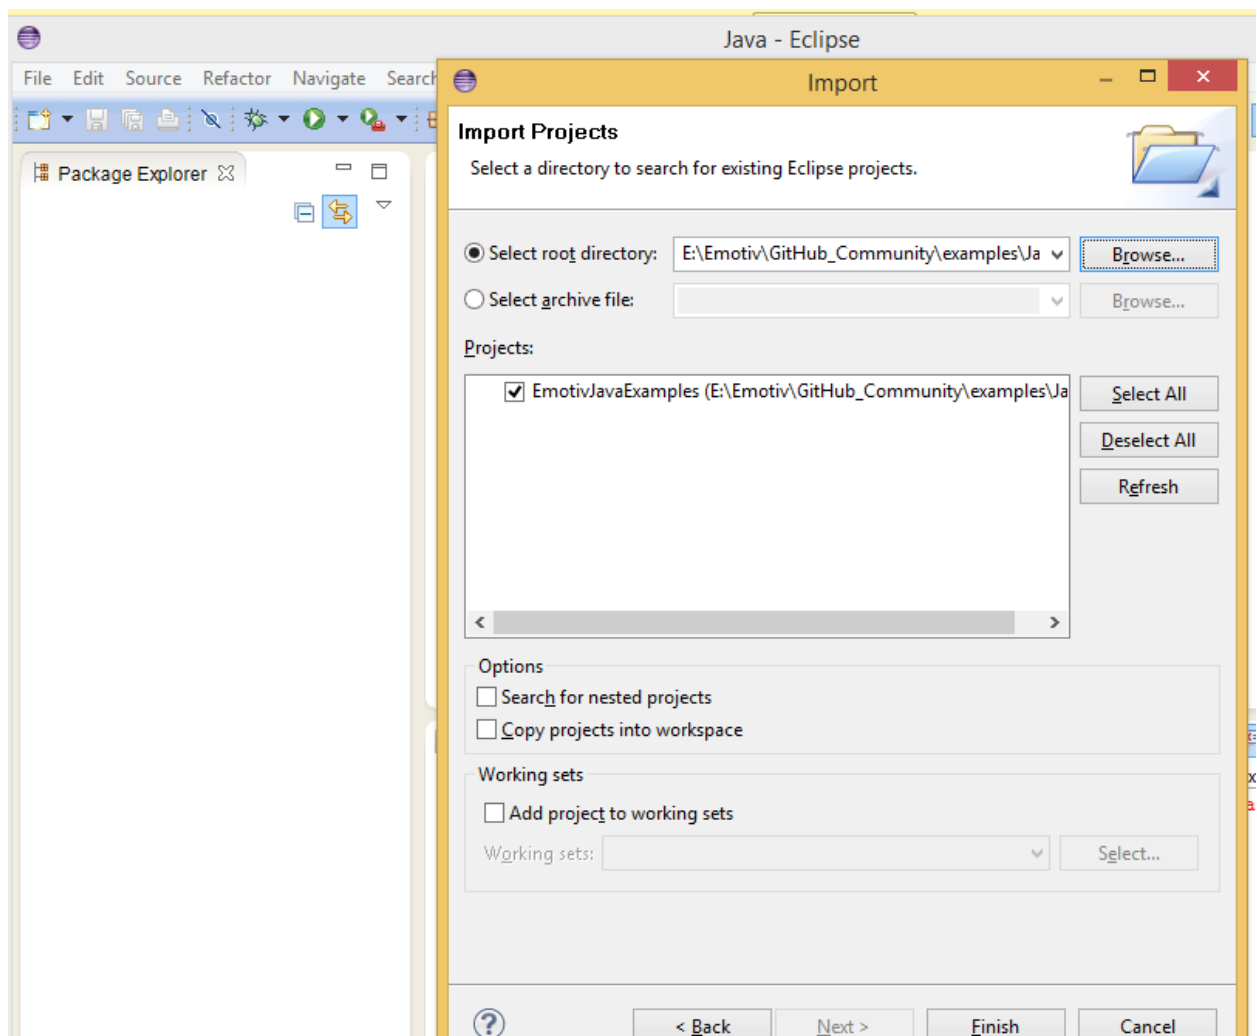 Java - Eclipse
File Edit Source Refactor Navigate Search
Import
Package Explorer
Import Projects
Select a directory to search for existing Eclipse projects.
Select root directory: E:\Emotiv\GitHub_Community\examples\Ja Browse...
Select archive file: Browse...
Projects:
EmotivJavaExamples (E:\Emotiv\GitHub_Community\examples\Ja
Select All
Deselect All
Refresh
Options
Search for nested projects
Copy projects into workspace
Working sets
Add project to working sets
Working sets: Select...
? < Back Next > Finish Cancel